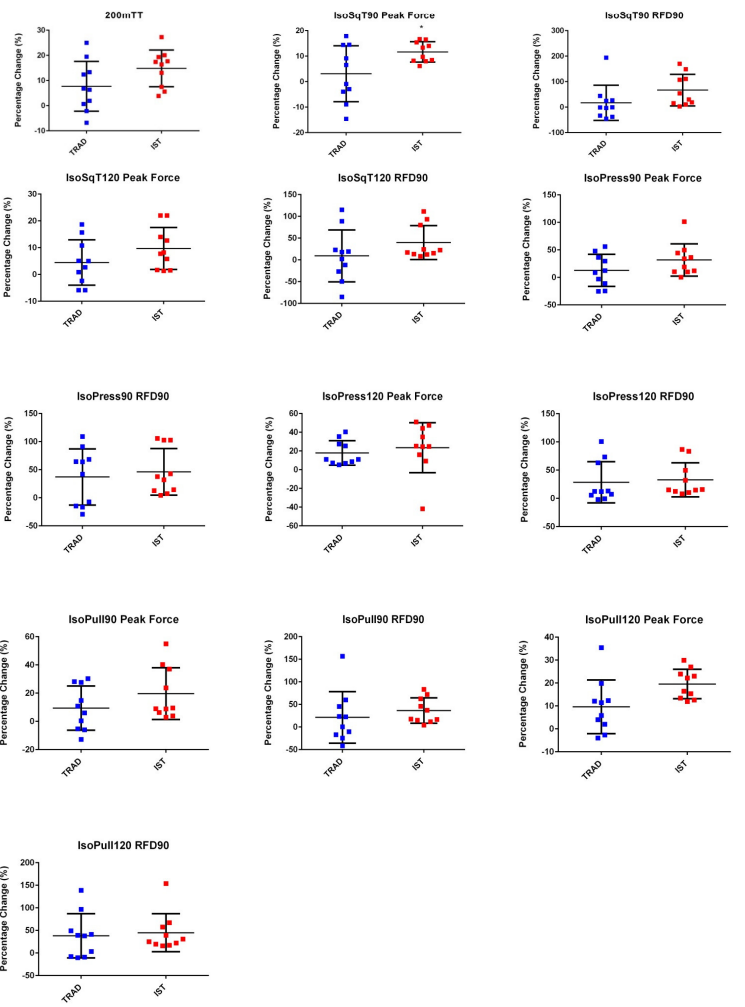 200mTT
Percentage Change (%)
30
20
10
0
-10
TRAD
IST
IsoSqT90 Peak Force
Percentage Change (%)
20
10
0
-10
-20
*
TRAD
IST
IsoSqT90 RFD90
Percentage Change (%)
300
200
100
0
-100
TRAD
IST
IsoSqT120 Peak Force
Percentage Change (%)
30
20
10
0
-10
TRAD
IST
IsoSqT120 RFD90
Percentage Change (%)
150
100
50
0
-50
-100
TRAD
IST
IsoPress90 Peak Force
Percentage Change (%)
150
100
50
0
-50
TRAD
IST
IsoPress90 RFD90
Percentage Change (%)
150
100
50
0
-50
TRAD
IST
IsoPress120 Peak Force
Percentage Change (%)
60
40
20
0
-20
-40
-60
TRAD
IST
IsoPress120 RFD90
Percentage Change (%)
150
100
50
0
-50
TRAD
IST
IsoPull90 Peak Force
Percentage Change (%)
60
40
20
0
-20
TRAD
IST
IsoPull90 RFD90
Percentage Change (%)
200
150
100
50
0
-50
TRAD
IST
IsoPull120 Peak Force
Percentage Change (%)
40
30
20
10
0
-10
TRAD
IST
IsoPull120 RFD90
Percentage Change (%)
200
150
100
50
0
-50
TRAD
IST